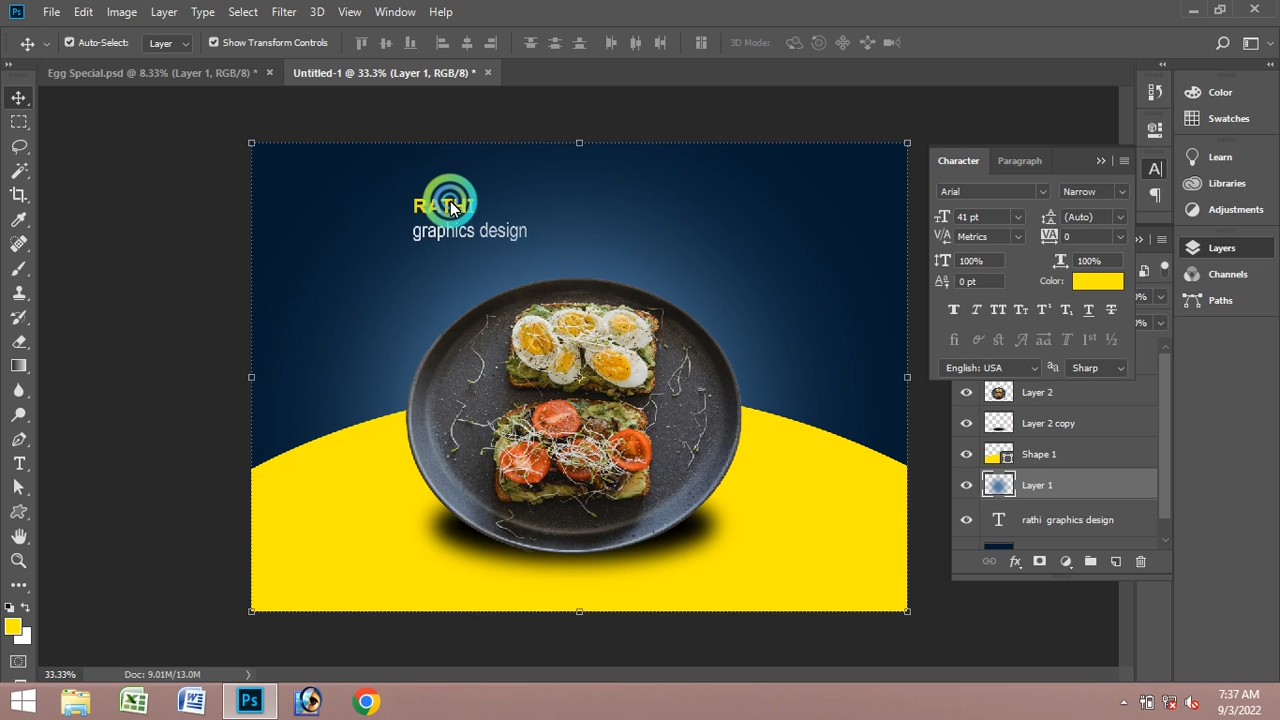 Ps File Edit Image Layer Type Select Filter 3D View Window Help
Auto-Select: Layer Show Transform Controls 3D Mode:
Egg Special.psd @ 8.33% (Layer 1, RGB/8) * × Untitled-1 @ 33.3% (Layer 1, RGB/8) * ×
Color
Swatches
Learn
Libraries
Adjustments
Layers
Channels
Paths
Character Paragraph
Arial Narrow
41 pt (Auto)
Metrics 0
100% 100%
0 pt Color:
English: USA Sharp
RATHI
graphics design
Layer 2
Layer 2 copy
Shape 1
Layer 1
rathi graphics design
33.33% Doc: 9.01M/13.0M
7:37 AM
9/3/2022